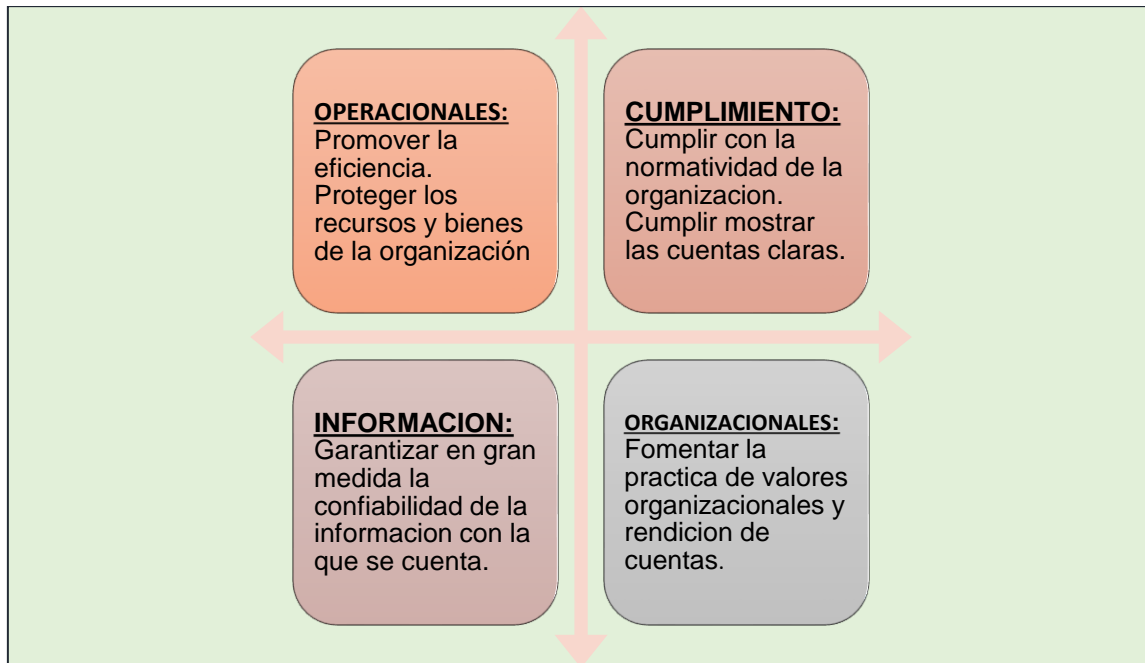 OPERACIONALES:
Promover la
eficiencia.
Proteger los
recursos y bienes
de la organización
CUMPLIMIENTO:
Cumplir con la
normatividad de la
organizacion.
Cumplir mostrar
las cuentas claras.
INFORMACION:
Garantizar en gran
medida la
confiabilidad de la
informacion con la
que se cuenta.
ORGANIZACIONALES:
Fomentar la
practica de valores
organizacionales y
rendicion de
cuentas.